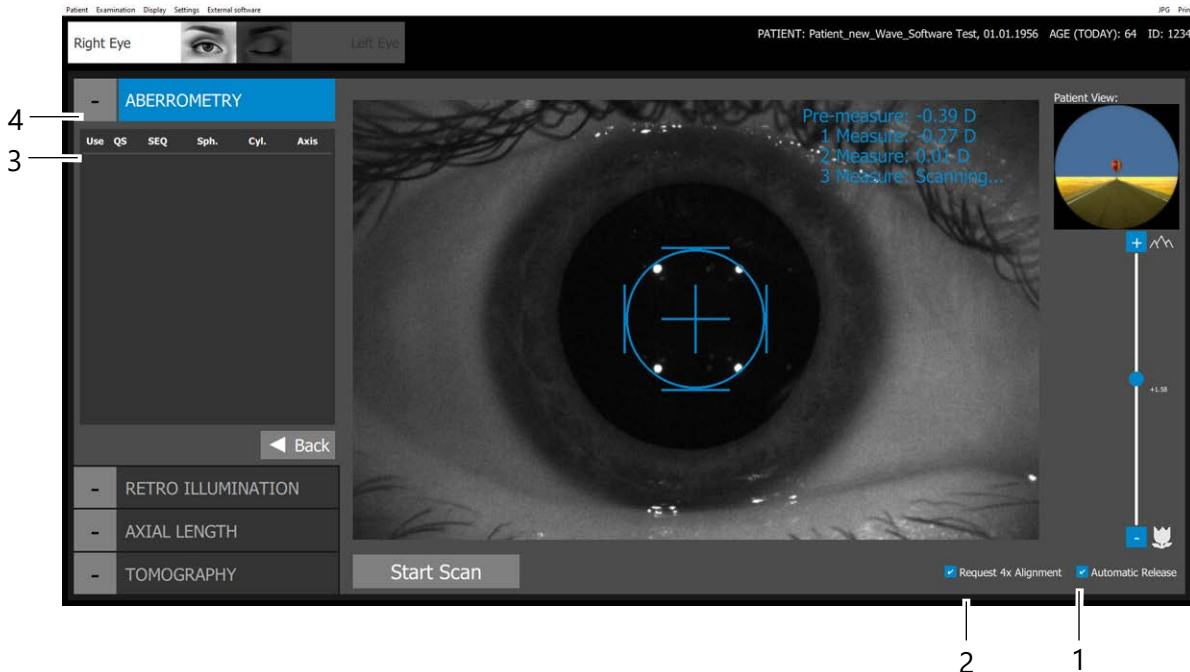 Patient Examination Display Settings External software JPG Prin
Right Eye Left Eye PATIENT: Patient_new_Wave_Software Test, 01.01.1956 AGE (TODAY): 64 ID: 1234
- ABERROMETRY
Use QS SEQ Sph. Cyl. Axis
4
3
Pre-measure: -0.39 D
1 Measure: -0.27 D
2 Measure: 0.01 D
3 Measure: Scanning...
Patient View:
+
+1.58
-
◀ Back
- RETRO ILLUMINATION
- AXIAL LENGTH
- TOMOGRAPHY
Start Scan
Request 4x Alignment Automatic Release
2 1